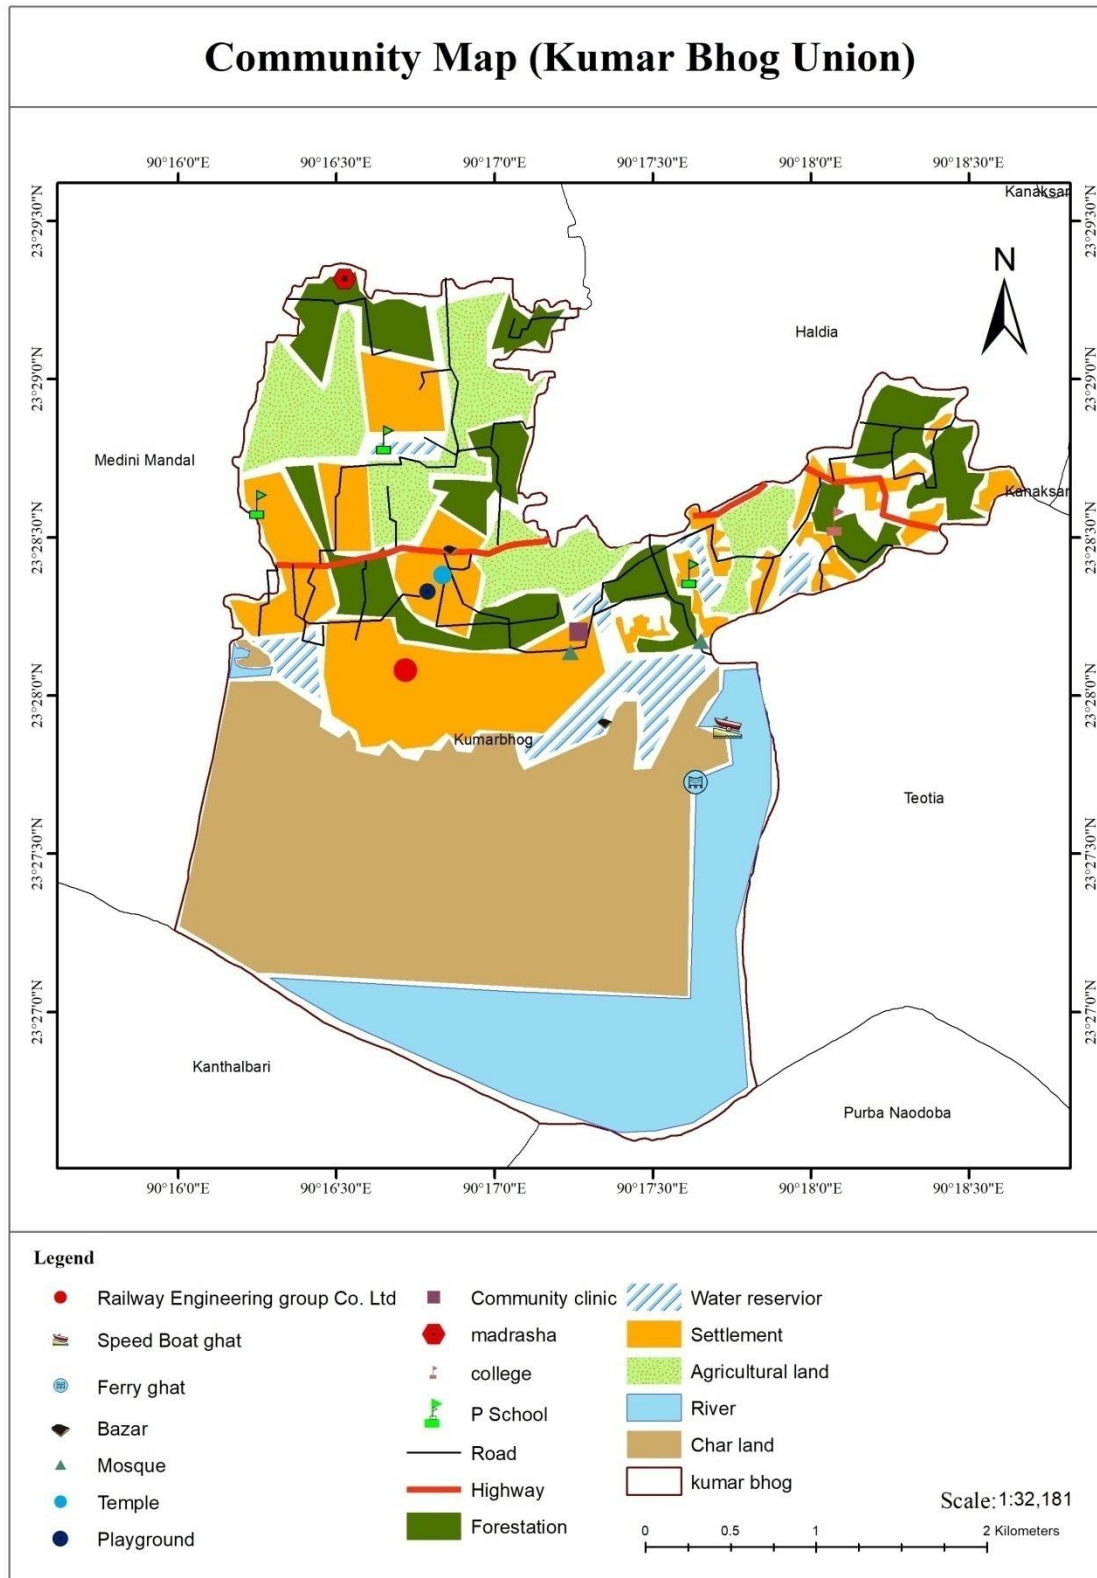 Community Map (Kumar Bhog Union)
90°16'0"E 90°16'30"E 90°17'0"E 90°17'30"E 90°18'0"E 90°18'30"E
23°29'30"N 23°29'30"N
Kanaksar
N
Haldia
23°29'0"N 23°29'0"N
Medini Mandal
Kanaksar
23°28'30"N 23°28'30"N
23°28'0"N 23°28'0"N
Kumarbhog
Teotia
23°27'30"N 23°27'30"N
23°27'0"N 23°27'0"N
Kanthalbari
Purba Naodoba
90°16'0"E 90°16'30"E 90°17'0"E 90°17'30"E 90°18'0"E 90°18'30"E
Legend
Railway Engineering group Co. Ltd
Speed Boat ghat
Ferry ghat
Bazar
Mosque
Temple
Playground
Community clinic
madrasha
college
P School
Road
Highway
Forestation
Water reservior
Settlement
Agricultural land
River
Char land
kumar bhog
Scale: 1:32,181
0 0.5 1 2 Kilometers